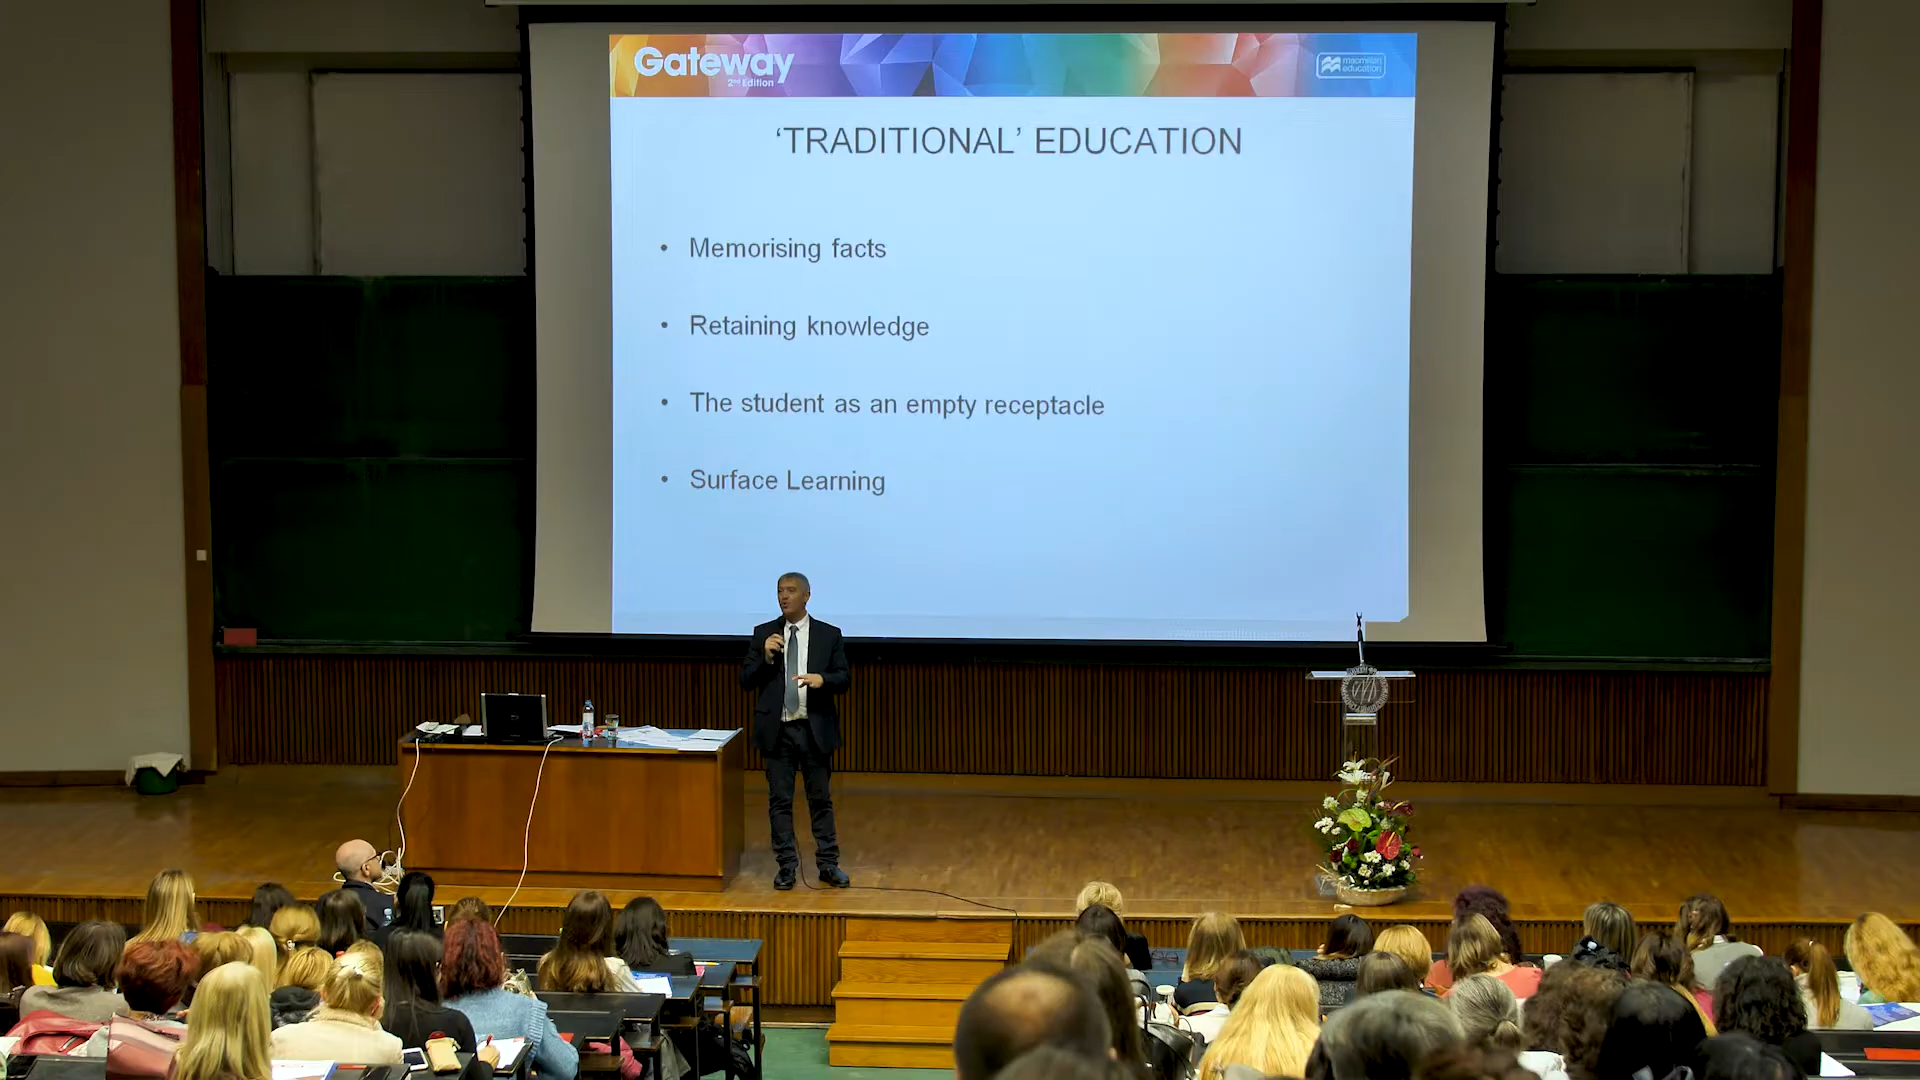 Gateway
2nd Edition
macmillan
education
‘TRADITIONAL’ EDUCATION
• Memorising facts
• Retaining knowledge
• The student as an empty receptacle
• Surface Learning